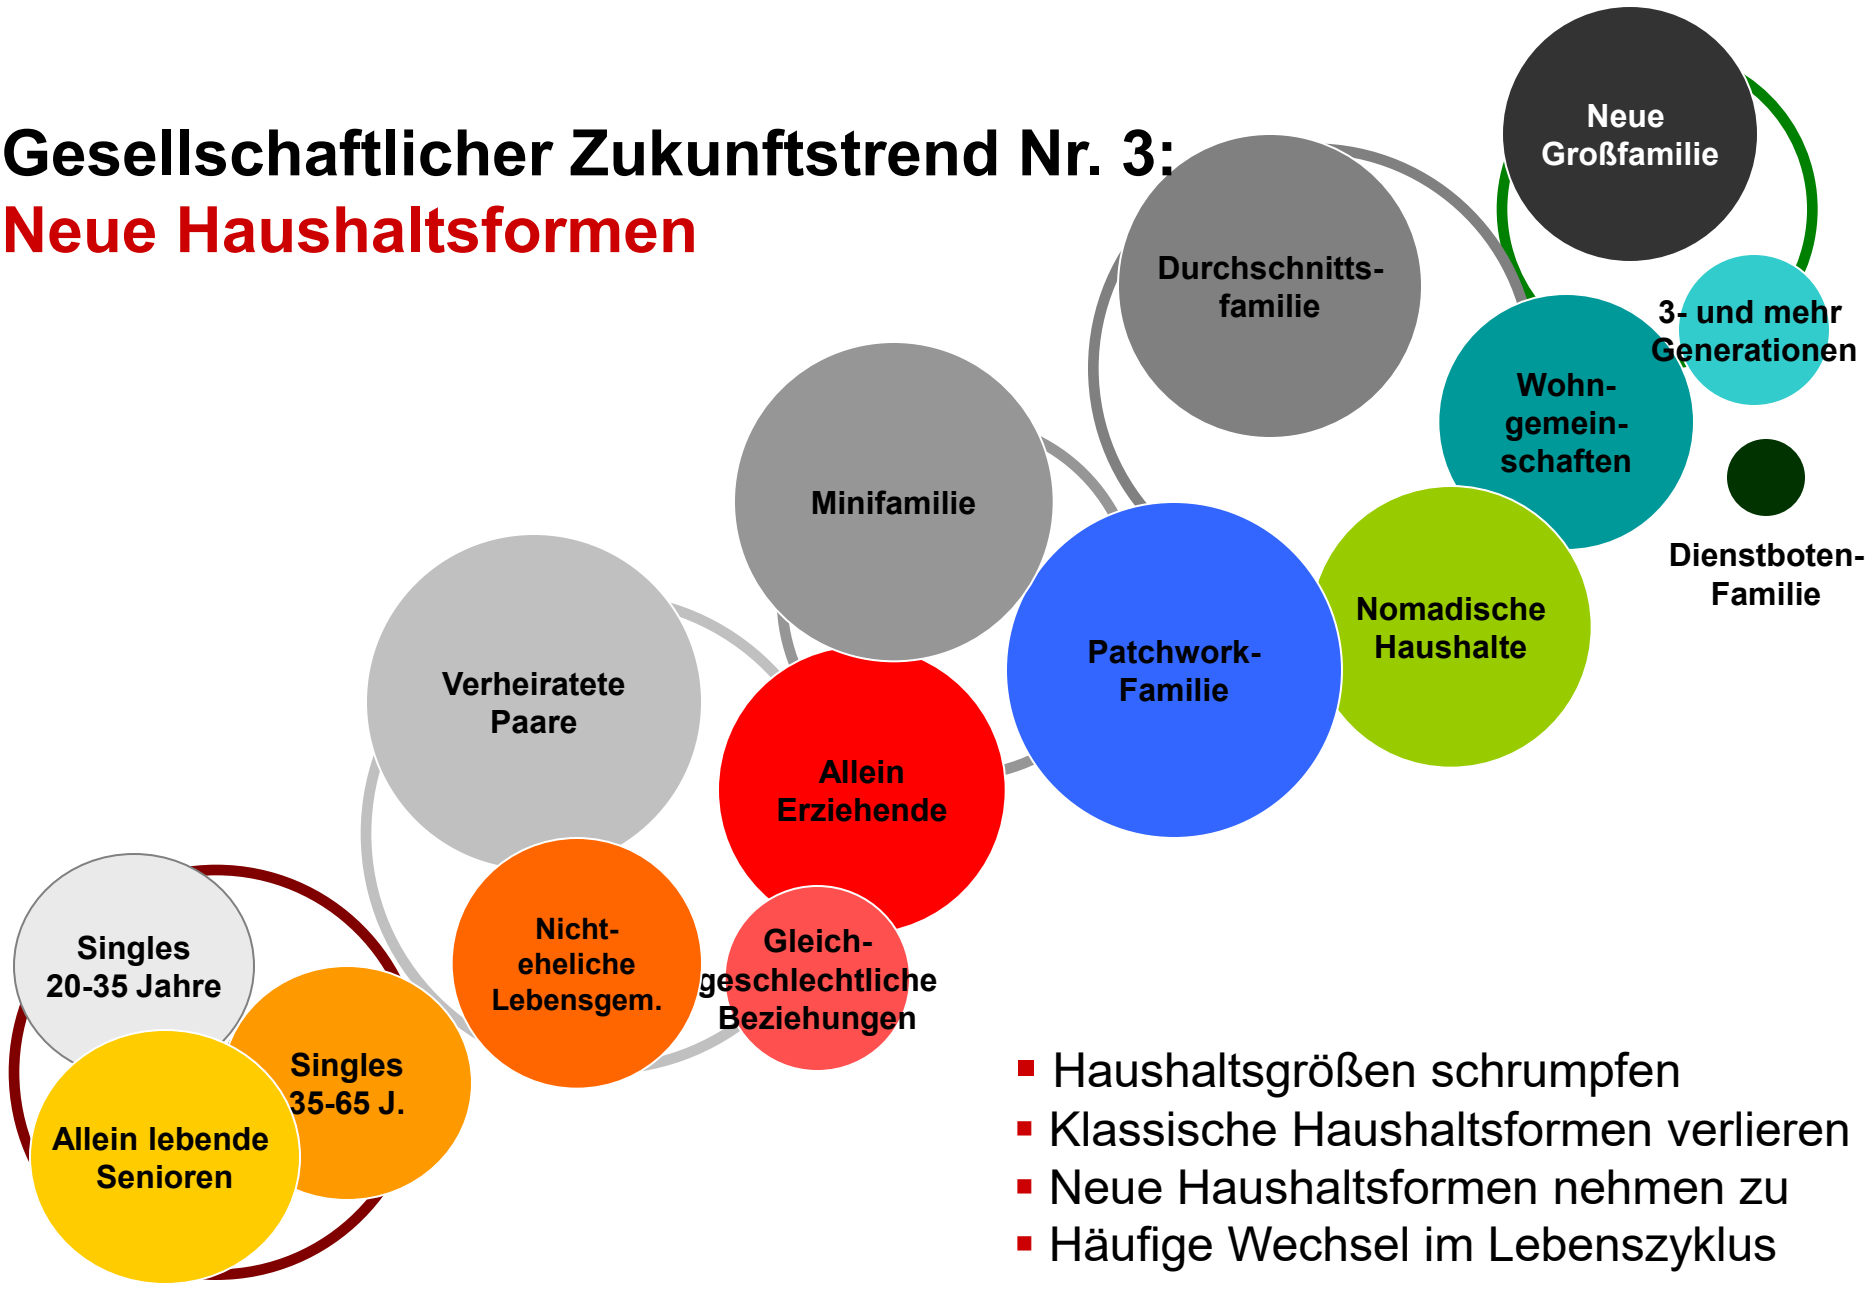 Gesellschaftlicher Zukunftstrend Nr. 3:
Neue Haushaltsformen
Neue
Großfamilie
Durchschnitts-
familie
3- und mehr
Generationen
Wohn-
gemein-
schaften
Minifamilie
Dienstboten-
Familie
Nomadische
Haushalte
Patchwork-
Familie
Verheiratete
Paare
Allein
Erziehende
Nicht-
eheliche
Lebensgem.
Gleich-
geschlechtliche
Beziehungen
Singles
20-35 Jahre
Singles
35-65 J.
Allein lebende
Senioren
▪ Haushaltsgrößen schrumpfen
▪ Klassische Haushaltsformen verlieren
▪ Neue Haushaltsformen nehmen zu
▪ Häufige Wechsel im Lebenszyklus